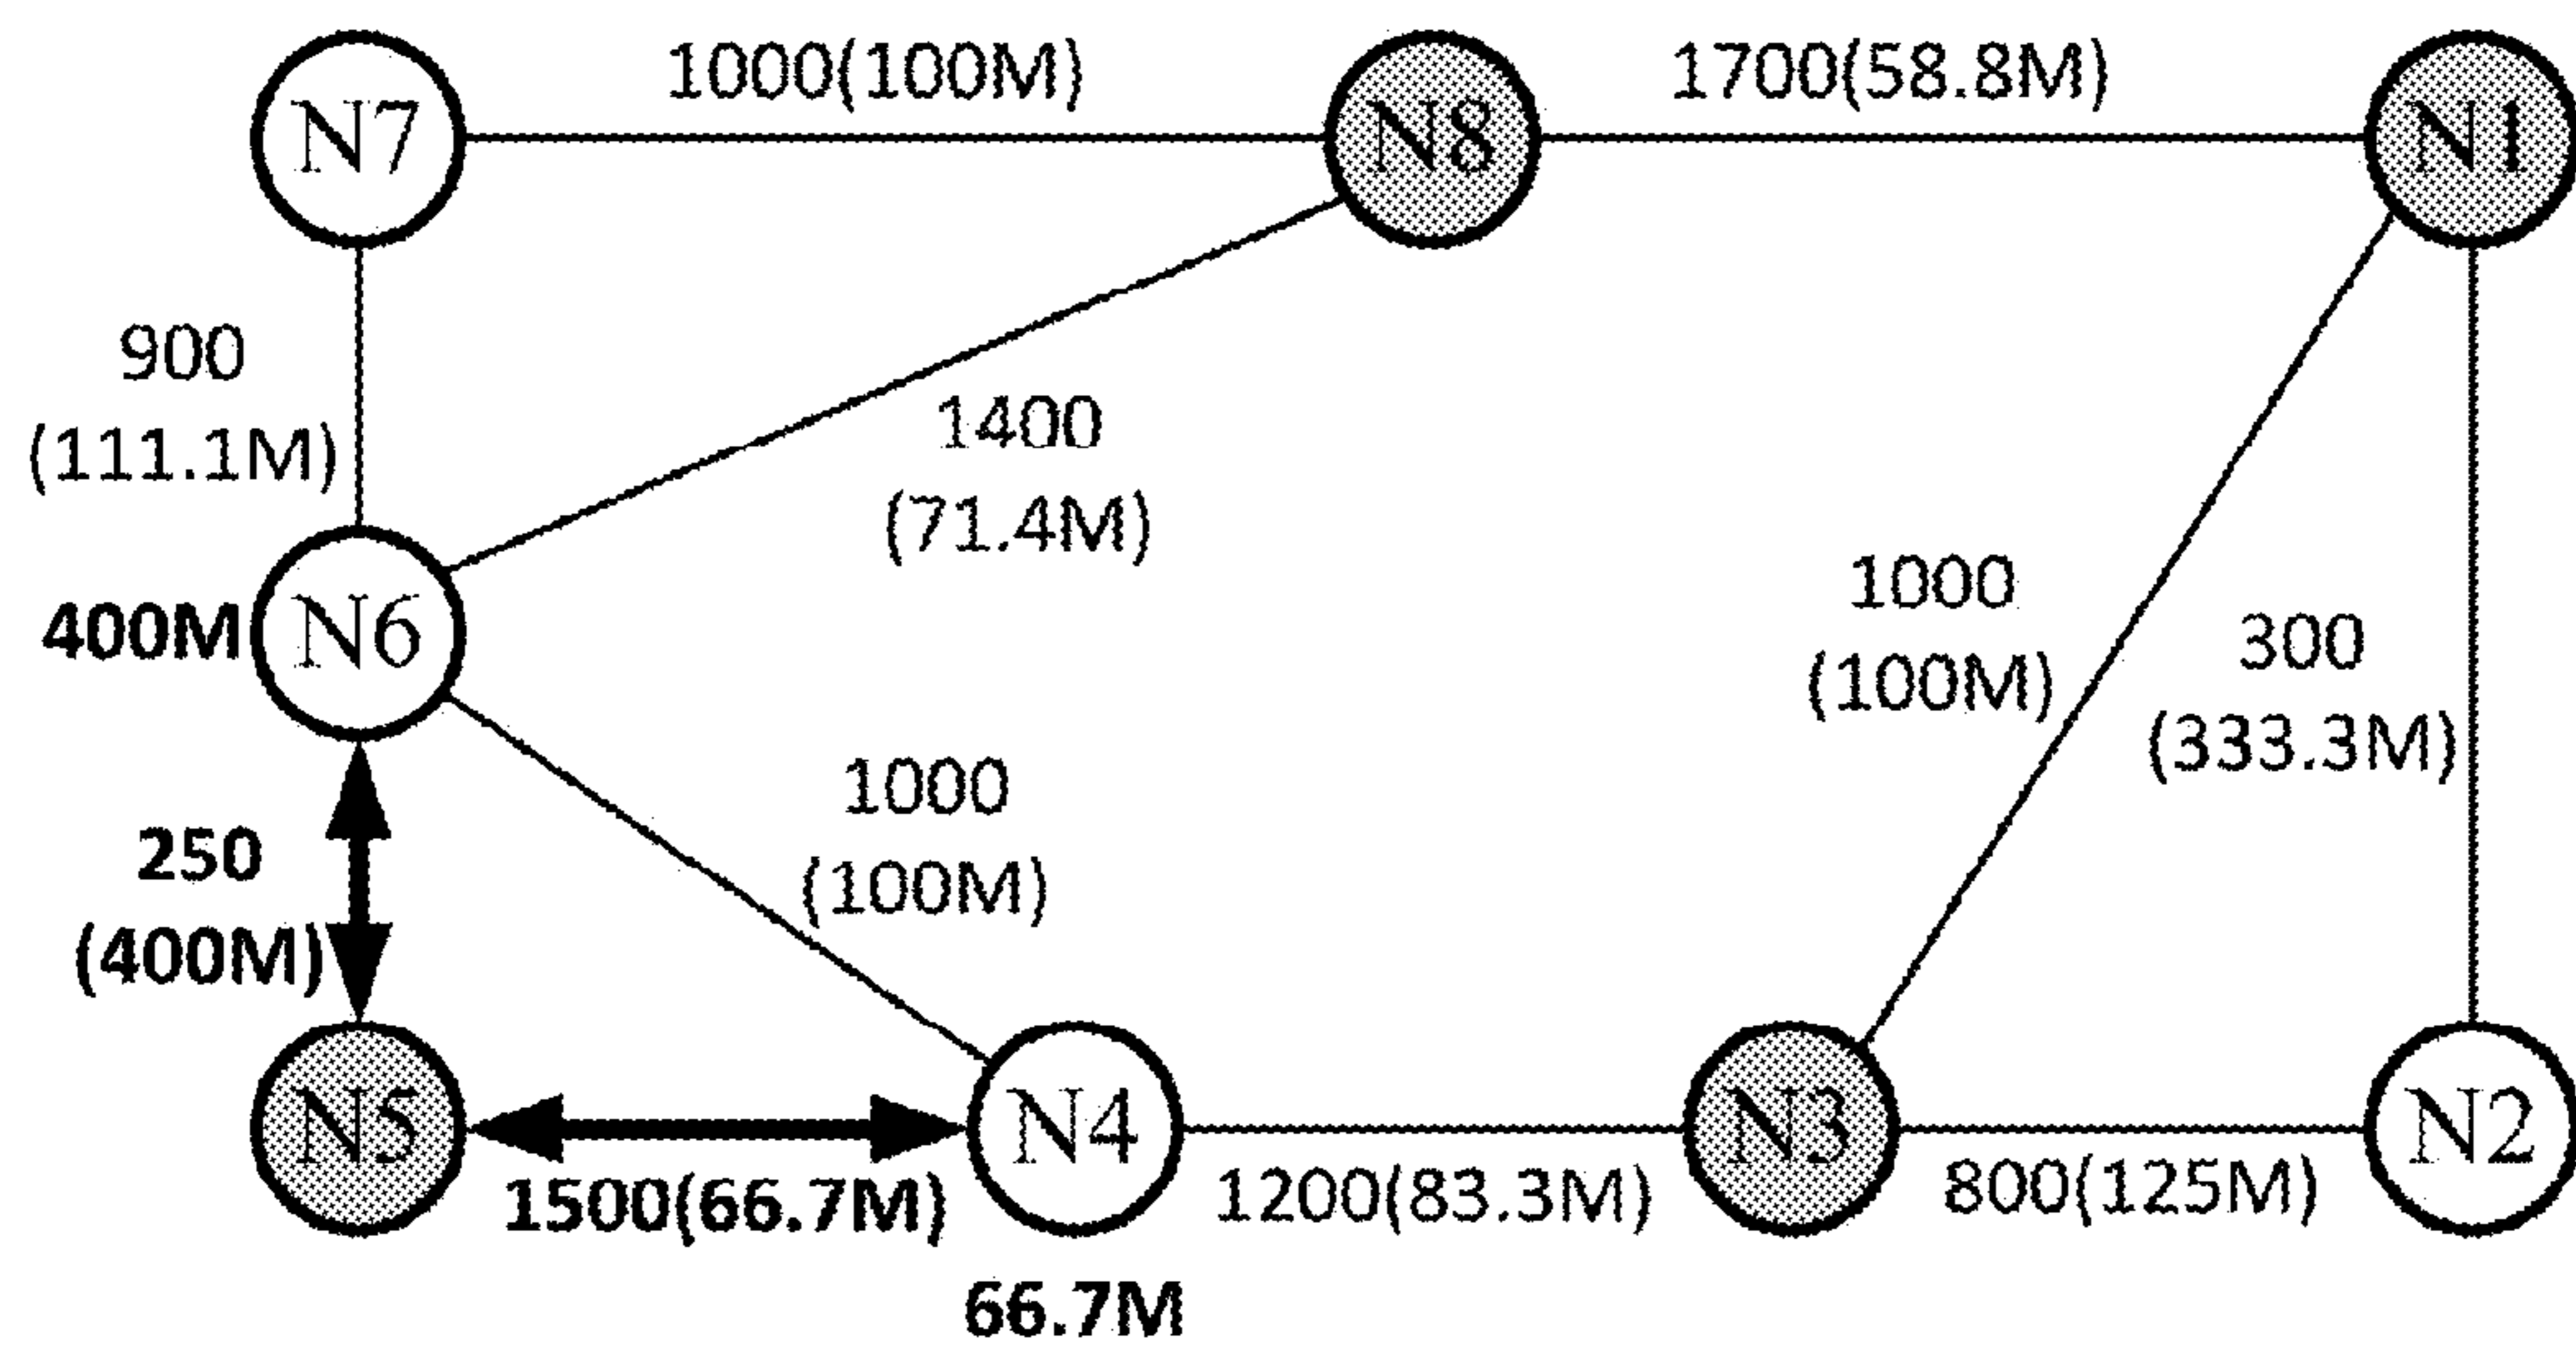 N7
1000(100M)
N8
1700(58.8M)
N1
900
(111.1M)
1400
(71.4M)
400M
N6
1000
(100M)
300
(333.3M)
1000
(100M)
250
(400M)
N5
1500(66.7M)
N4
66.7M
1200(83.3M)
N3
800(125M)
N2